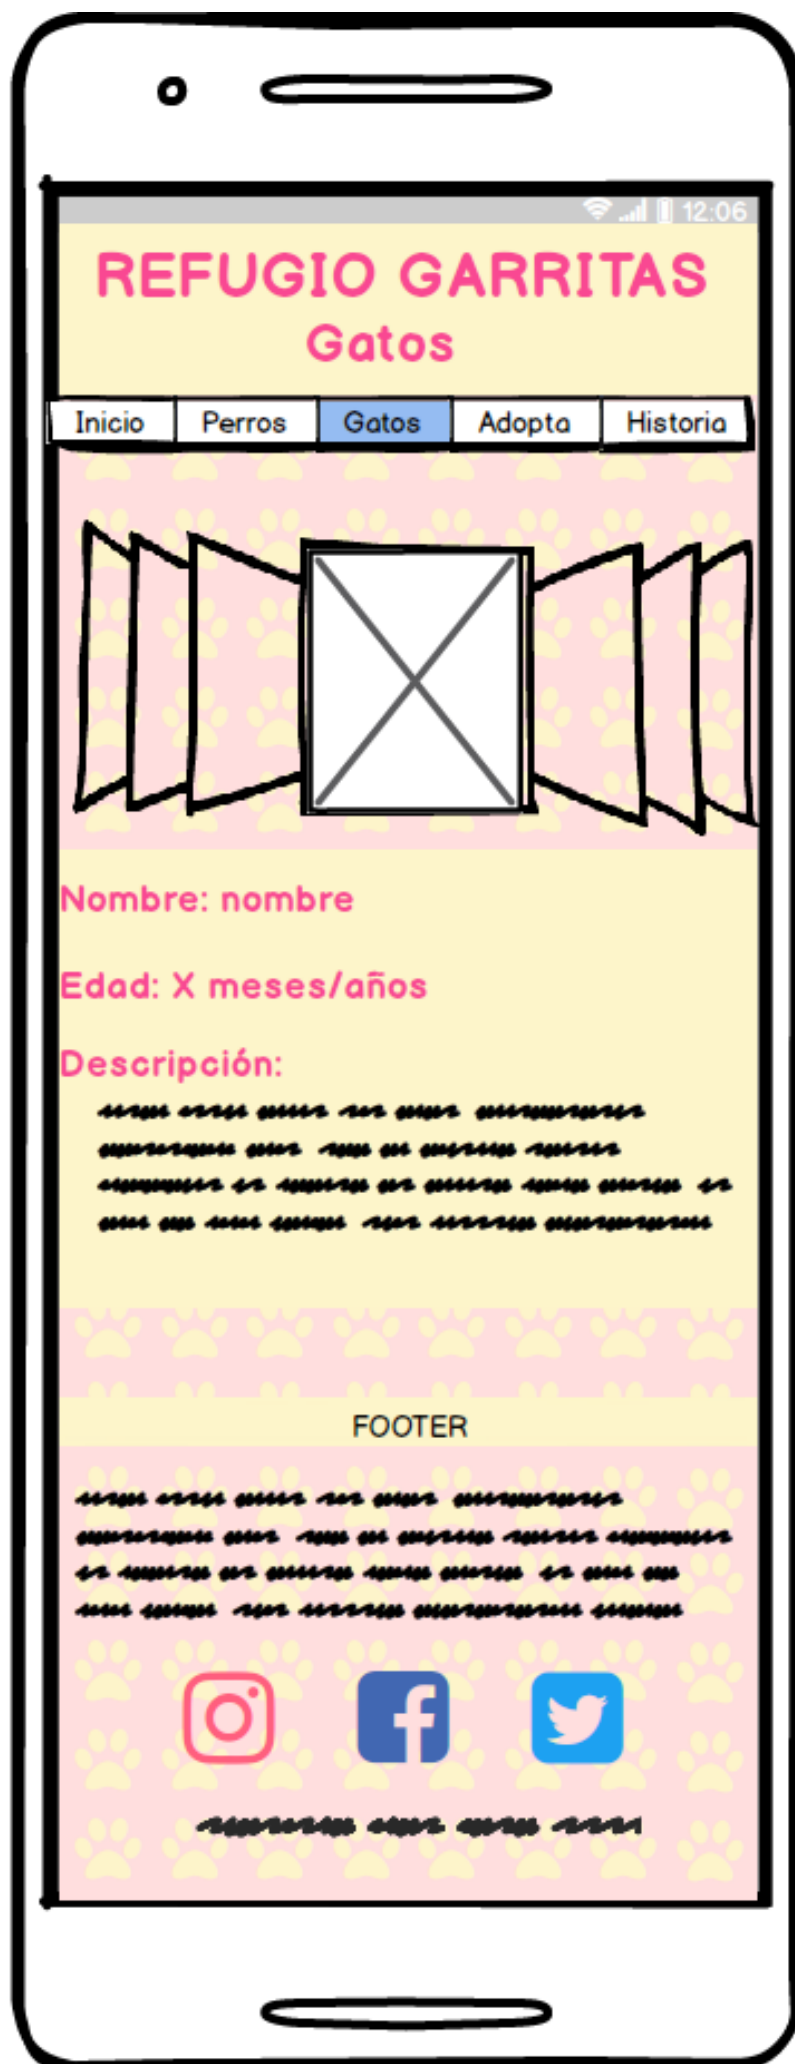 12:06
REFUGIO GARRITAS
Gatos
Inicio Perros Gatos Adopta Historia
Nombre: nombre
Edad: X meses/años
Descripción:
FOOTER